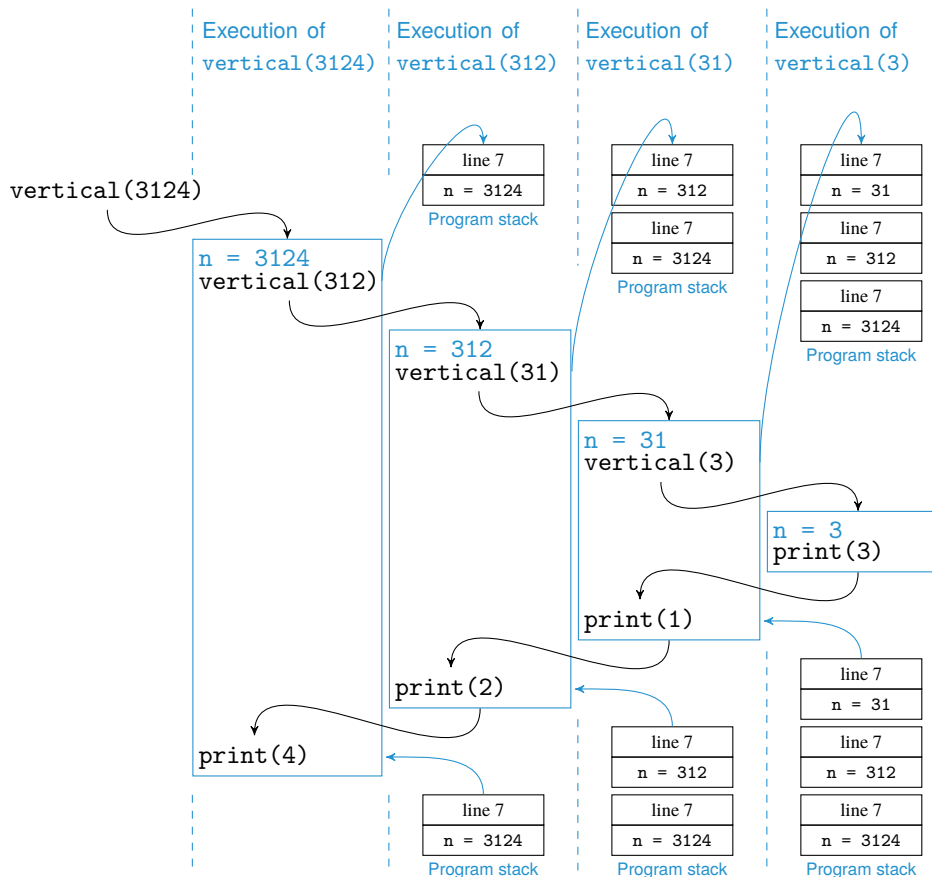 Execution of
vertical(3124)
Execution of
vertical(312)
Execution of
vertical(31)
Execution of
vertical(3)
line 7
n = 3124
Program stack
line 7
n = 312
line 7
n = 3124
Program stack
line 7
n = 31
line 7
n = 312
line 7
n = 3124
Program stack
vertical(3124)
n = 3124
vertical(312)
n = 312
vertical(31)
n = 31
vertical(3)
n = 3
print(3)
print(1)
print(2)
print(4)
line 7
n = 3124
Program stack
line 7
n = 312
line 7
n = 3124
Program stack
line 7
n = 31
line 7
n = 312
line 7
n = 3124
Program stack